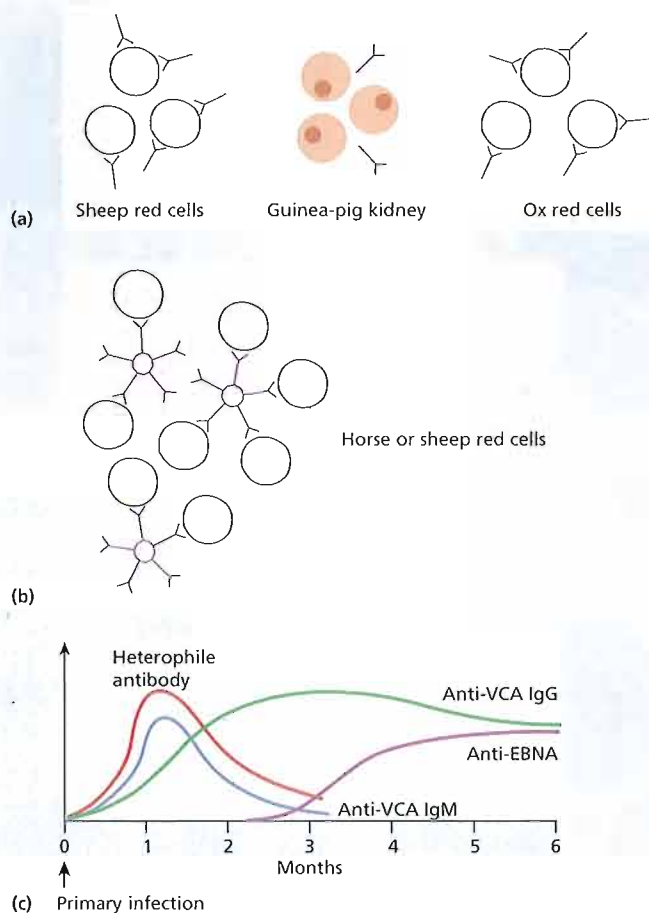 Sheep red cells
Guinea-pig kidney
Ox red cells
(a)
Horse or sheep red cells
(b)
Heterophile
antibody
Anti-VCA IgG
Anti-EBNA
Anti-VCA IgM
0
1
2
3
4
5
6
Months
(c) Primary infection